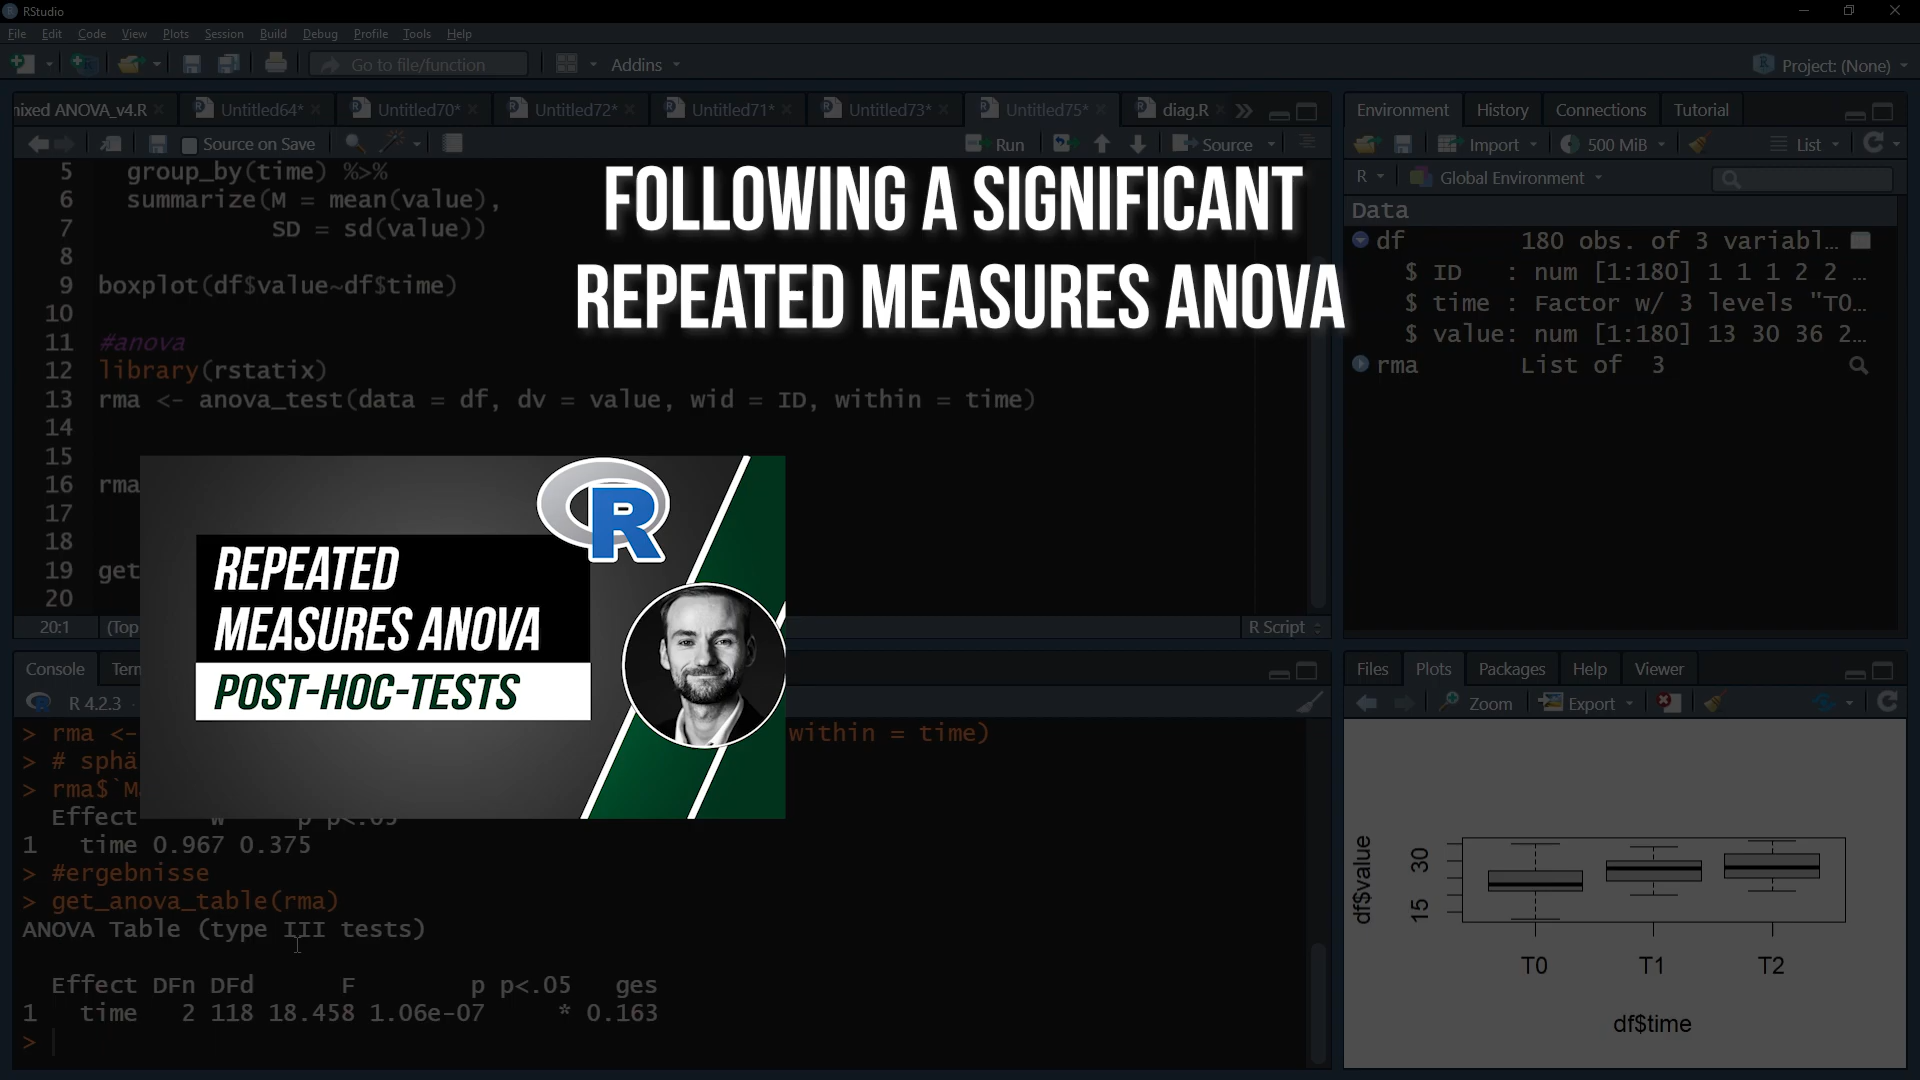 RStudio
File Edit Code View Plots Session Build Debug Profile Tools Help
Go to file/function Addins Project: (None)
mixed ANOVA_v4.R Untitled64* Untitled70* Untitled72* Untitled71* Untitled73* Untitled75* diag.R
Source on Save Run Source
5 group_by(time) %>%
6 summarize(M = mean(value),
7 SD = sd(value))
8
9 boxplot(df$value~df$time)
10
11 #anova
12 library(rstatix)
13 rma <- anova_test(data = df, dv = value, wid = ID, within = time)
14
15
16 rma
17
18
19 get
20
20:1 (Top R Script
FOLLOWING A SIGNIFICANT
REPEATED MEASURES ANOVA
R
REPEATED
MEASURES ANOVA
POST-HOC-TESTS
Console Tern
R 4.2.3
> rma <- within = time)
> # sphä
> rma$`M
Effect W p p<.05
1 time 0.967 0.375
> #ergebnisse
> get_anova_table(rma)
ANOVA Table (type III tests)
Effect DFn DFd F p p<.05 ges
1 time 2 118 18.458 1.06e-07 * 0.163
>
Environment History Connections Tutorial
Import 500 MiB List
R Global Environment
Data
df 180 obs. of 3 variabl…
$ ID : num [1:180] 1 1 1 2 2 …
$ time : Factor w/ 3 levels "T0…
$ value: num [1:180] 13 30 36 2…
rma List of 3
Files Plots Packages Help Viewer
Zoom Export
df$value
30
15
T0 T1 T2
df$time